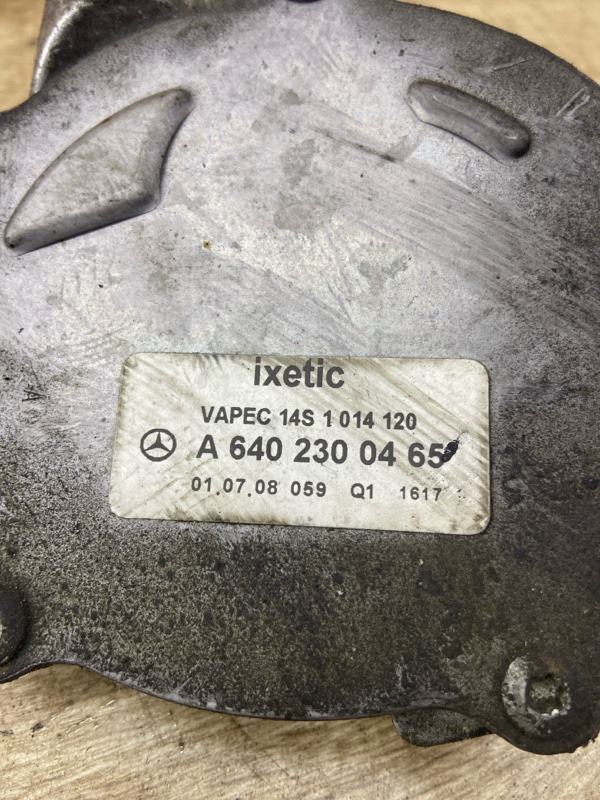 ixetic
VAPEC 14S 1 014 120
A 640 230 04 65
01.07.08 059 Q1 1617